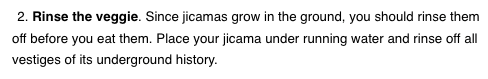 2. Rinse the veggie. Since jicamas grow in the ground, you should rinse them
off before you eat them. Place your jicama under running water and rinse off all
vestiges of its underground history.